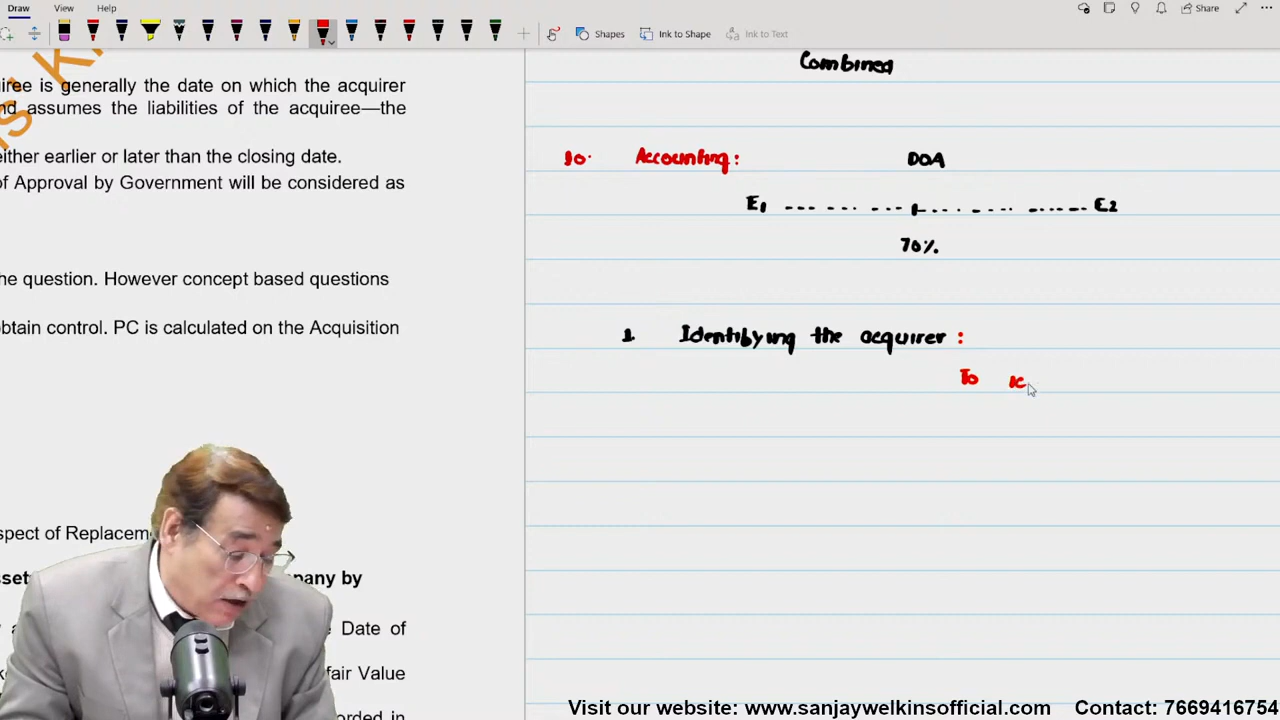 Draw View Help
Shapes Ink to Shape Ink to Text Share
iree is generally the date on which the acquirer
nd assumes the liabilities of the acquiree—the
either earlier or later than the closing date.
of Approval by Government will be considered as
he question. However concept based questions
obtain control. PC is calculated on the Acquisition
spect of Replacem
sset
pany by
Date of
fair Value
orded in
Combined
10. Accounting: DOA
E1 E2
70%
1. Identifying the acquirer :
To
Visit our website: www.sanjaywelkinsofficial.com Contact: 7669416754